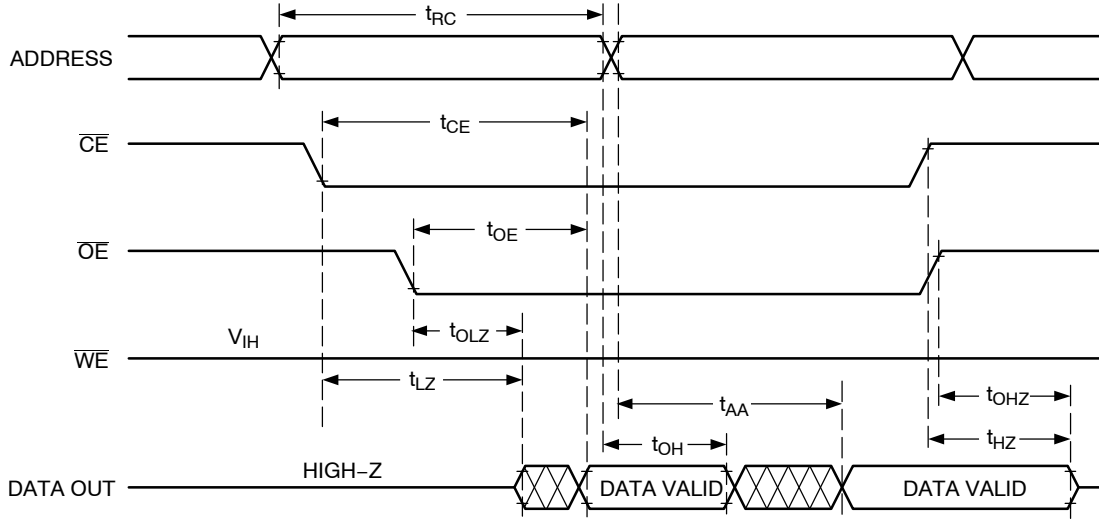 tRC
ADDRESS
tCE
CE
tOE
OE
tOLZ
VIH
WE
tLZ
tAA
tOHZ
tOH
tHZ
HIGH–Z
DATA OUT
DATA VALID
DATA VALID